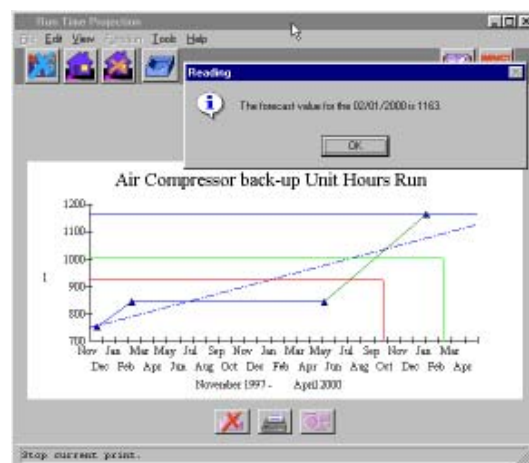 Run Time Projection
Edit View Function Tools Help
Reading
The forecast value for the 02/01/2000 is 1163.
OK
Air Compressor back-up Unit Hours Run
1200
1100
1000
900
800
700
Nov Jan Mar May Jul Sep Nov Jan Mar May Jul Sep Nov Jan Mar
Dec Feb Apr Jun Aug Oct Dec Feb Apr Jun Aug Oct Dec Feb Apr
November 1997 - April 2000
Stop current print.